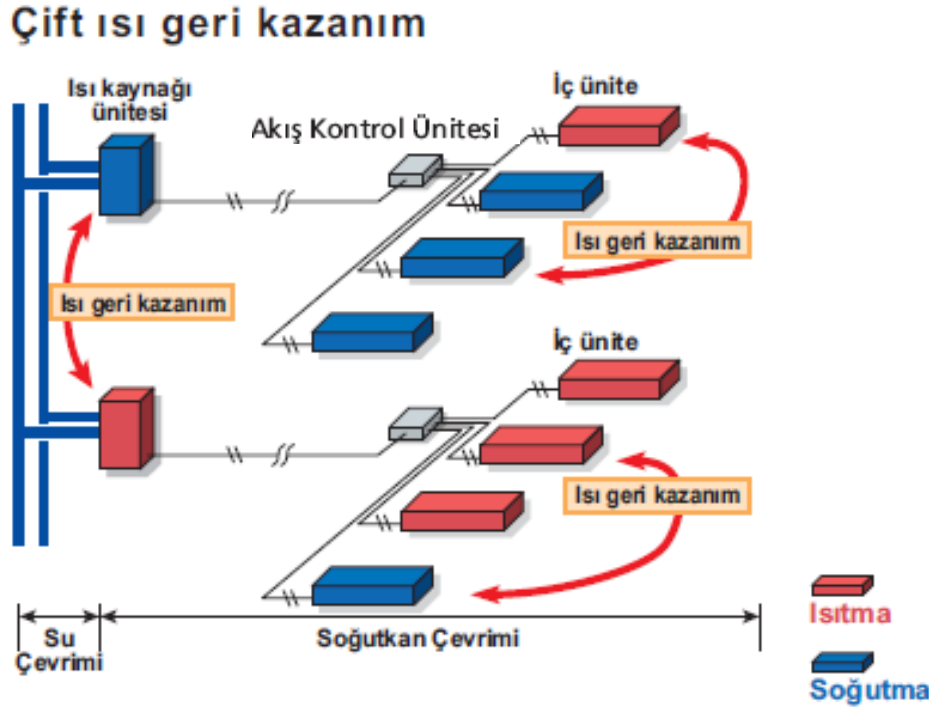 Çift ısı geri kazanım
Isı kaynağı
ünitesi
Akış Kontrol Ünitesi
İç ünite
Isı geri kazanım
Isı geri kazanım
İç ünite
Isı geri kazanım
Su
Çevrimi
Soğutkan Çevrimi
Isıtma
Soğutma